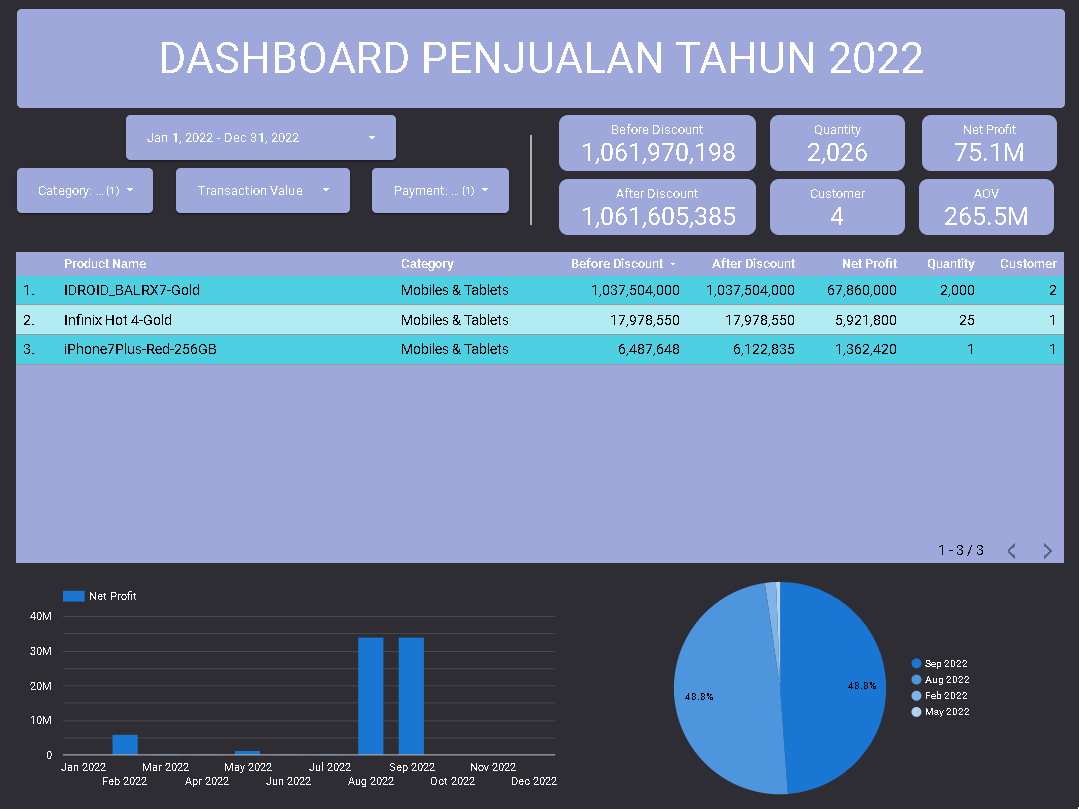 DASHBOARD PENJUALAN TAHUN 2022
Jan 1, 2022 - Dec 31, 2022
Category: ... (1)
Transaction Value
Payment: ... (1)
Before Discount
1,061,970,198
Quantity
2,026
Net Profit
75.1M
After Discount
1,061,605,385
Customer
4
AOV
265.5M
Product Name Category Before Discount After Discount Net Profit Quantity Customer
1. IDROID_BALRX7-Gold Mobiles & Tablets 1,037,504,000 1,037,504,000 67,860,000 2,000 2
2. Infinix Hot 4-Gold Mobiles & Tablets 17,978,550 17,978,550 5,921,800 25 1
3. iPhone7Plus-Red-256GB Mobiles & Tablets 6,487,648 6,122,835 1,362,420 1 1
1 - 3 / 3
Net Profit
40M
30M
20M
10M
0
Jan 2022 Mar 2022 May 2022 Jul 2022 Sep 2022 Nov 2022
Feb 2022 Apr 2022 Jun 2022 Aug 2022 Oct 2022 Dec 2022
48.8%
48.8%
Sep 2022
Aug 2022
Feb 2022
May 2022